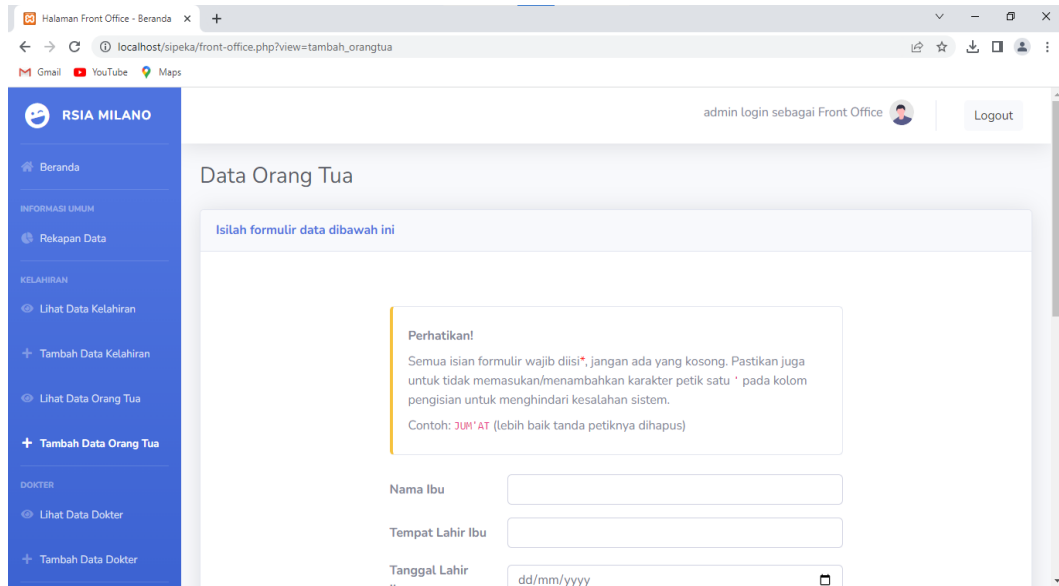 Halaman Front Office - Beranda
localhost/sipeka/front-office.php?view=tambah_orangtua
Gmail YouTube Maps
RSIA MILANO
admin login sebagai Front Office
Logout
Beranda
INFORMASI UMUM
Rekapan Data
KELAHIRAN
Lihat Data Kelahiran
Tambah Data Kelahiran
Lihat Data Orang Tua
Tambah Data Orang Tua
DOKTER
Lihat Data Dokter
Tambah Data Dokter
Data Orang Tua
Isilah formulir data dibawah ini
Perhatikan!
Semua isian formulir wajib diisi*, jangan ada yang kosong. Pastikan juga
untuk tidak memasukan/menambahkan karakter petik satu ' pada kolom
pengisian untuk menghindari kesalahan sistem.
Contoh: JUM'AT (lebih baik tanda petiknya dihapus)
Nama Ibu
Tempat Lahir Ibu
Tanggal Lahir
dd/mm/yyyy